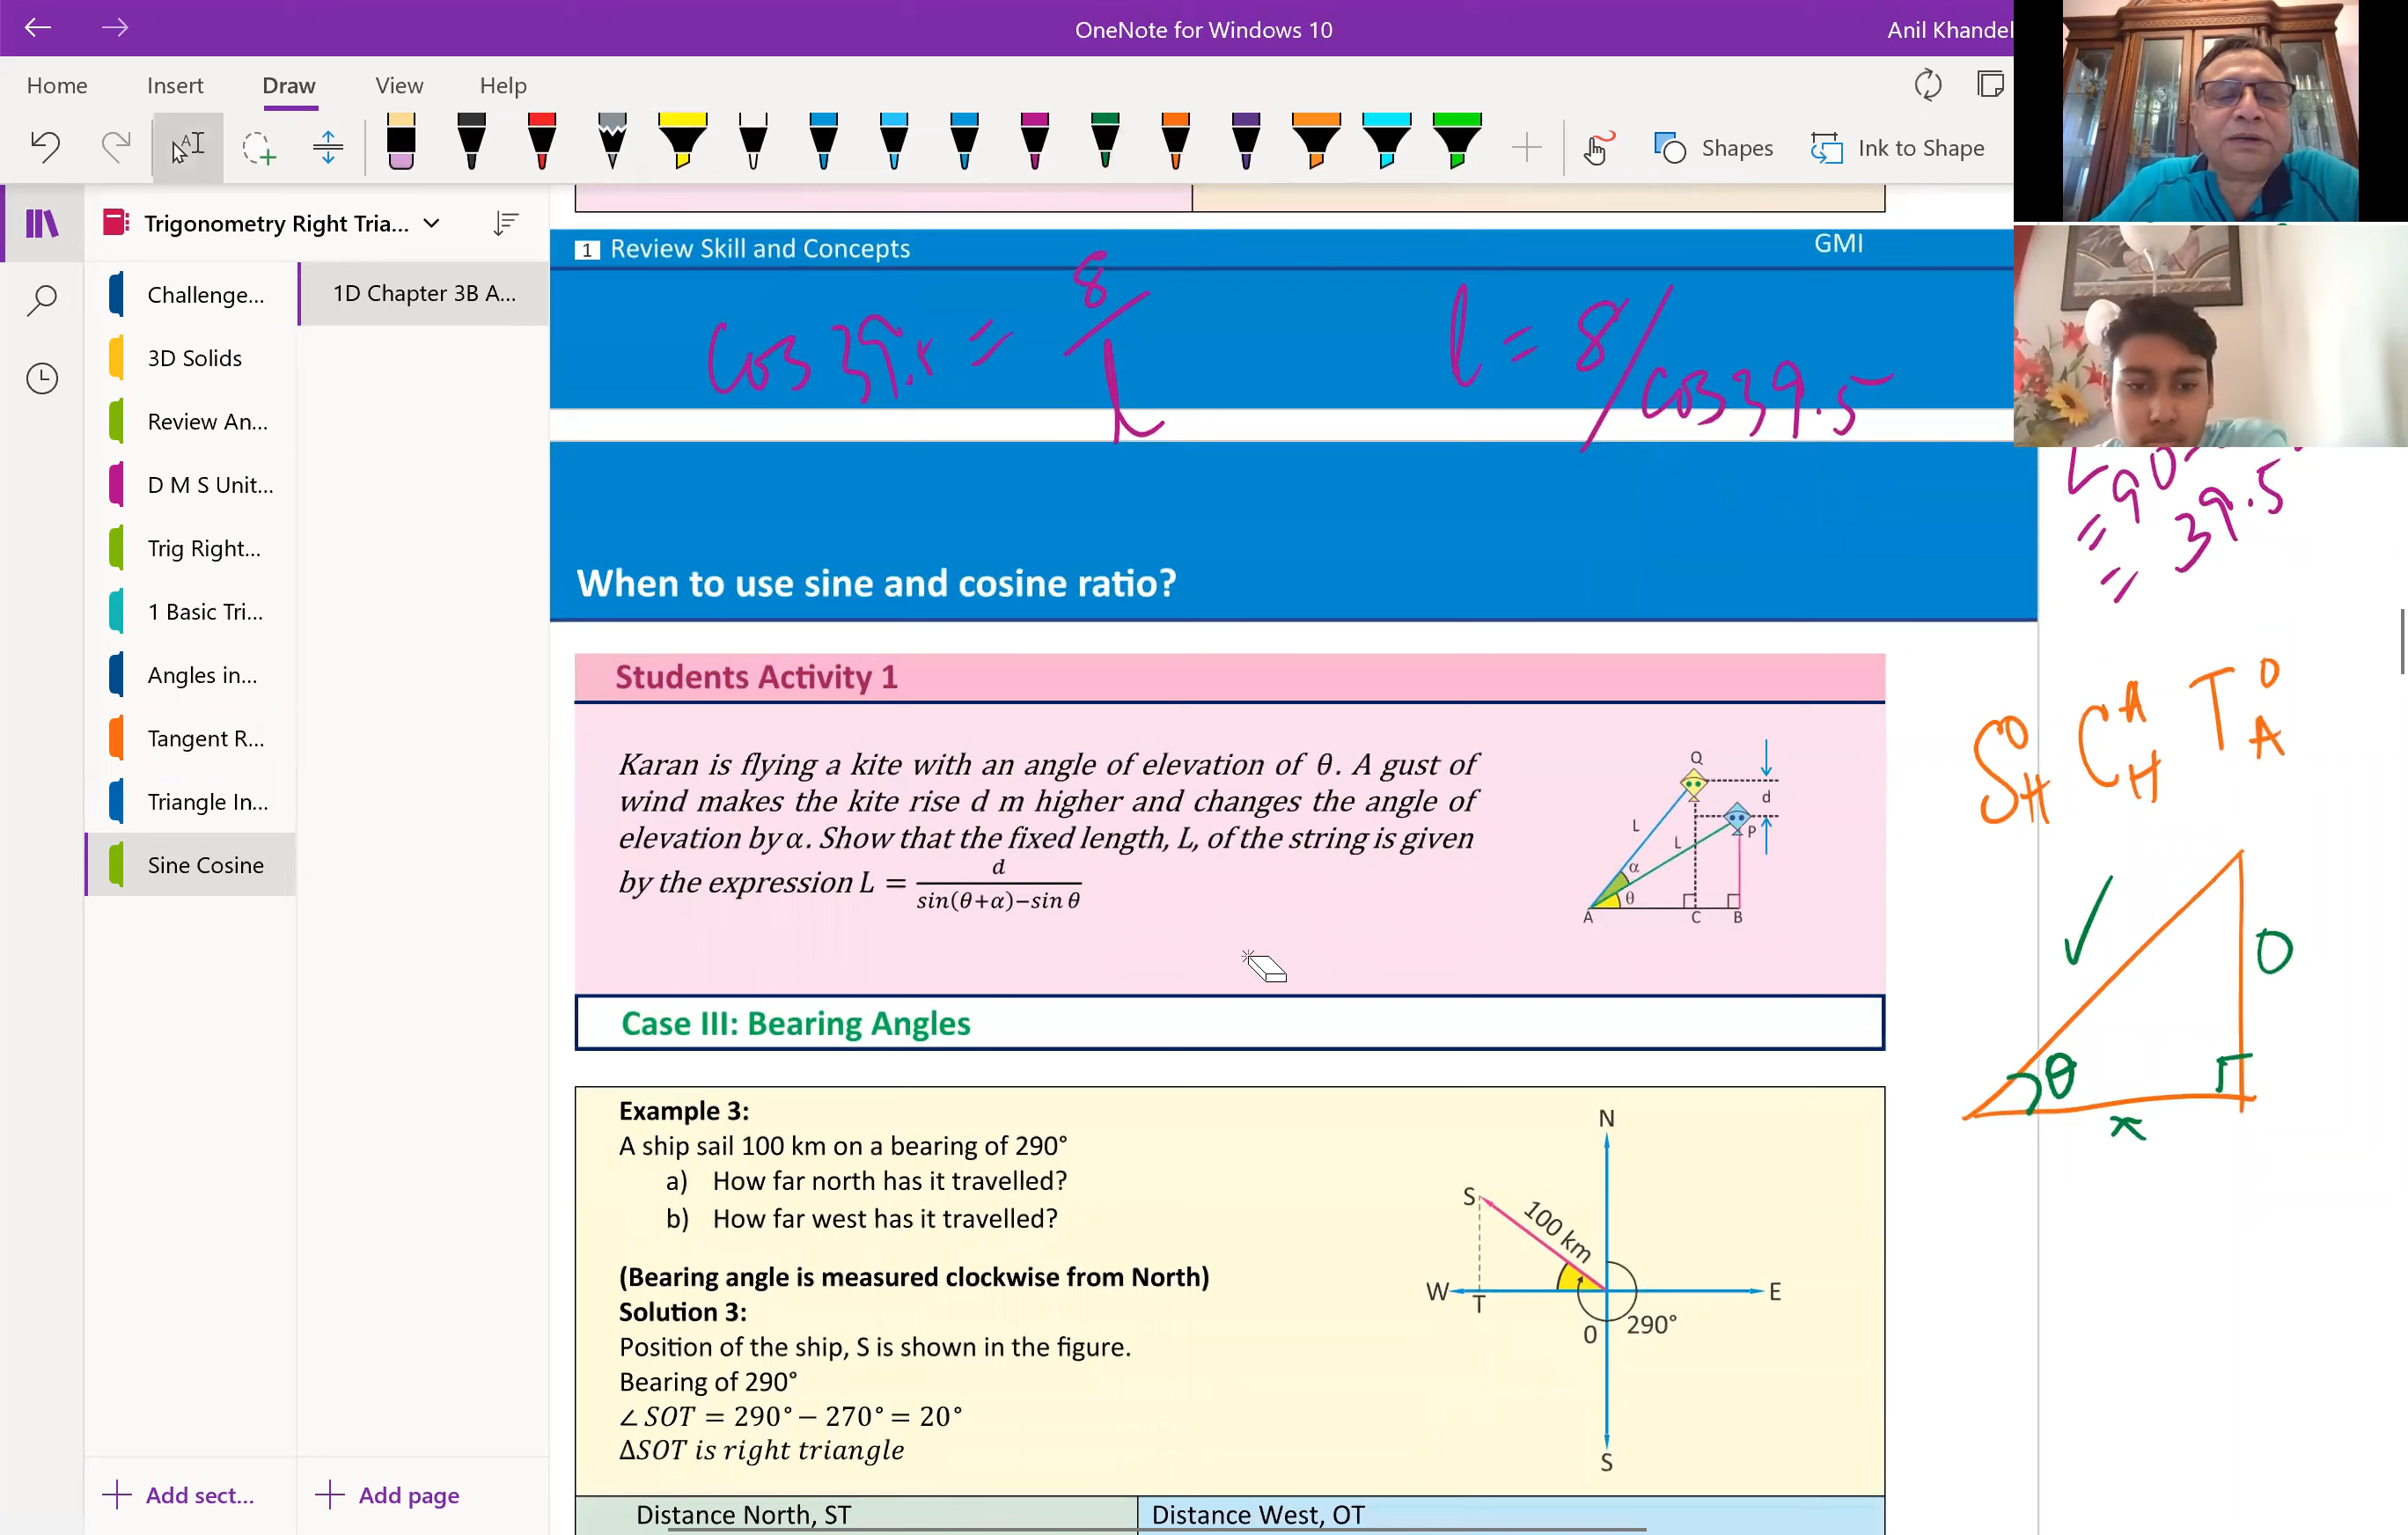 OneNote for Windows 10
Anil Khandel
Home Insert Draw View Help
Shapes Ink to Shape
Trigonometry Right Tria...
Challenge...
3D Solids
Review An...
D M S Unit...
Trig Right...
1 Basic Tri...
Angles in...
Tangent R...
Triangle In...
Sine Cosine
Add sect...
1D Chapter 3B A...
Add page
1 Review Skill and Concepts GMI
cos 39.5 = 8/l l = 8/cos 39.5
When to use sine and cosine ratio?
Students Activity 1
Karan is flying a kite with an angle of elevation of θ. A gust of
wind makes the kite rise d m higher and changes the angle of
elevation by α. Show that the fixed length, L, of the string is given
by the expression L = d/sin(θ+α)−sin θ
Q
d
L
P
L
α
θ
A C B
Case III: Bearing Angles
Example 3:
A ship sail 100 km on a bearing of 290°
a) How far north has it travelled?
b) How far west has it travelled?
(Bearing angle is measured clockwise from North)
Solution 3:
Position of the ship, S is shown in the figure.
Bearing of 290°
∠SOT = 290° − 270° = 20°
ΔSOT is right triangle
N
S
100 km
W T E
O 290°
S
Distance North, ST Distance West, OT
= 90
= 39.5
S O H C A H T O A
O
θ
x